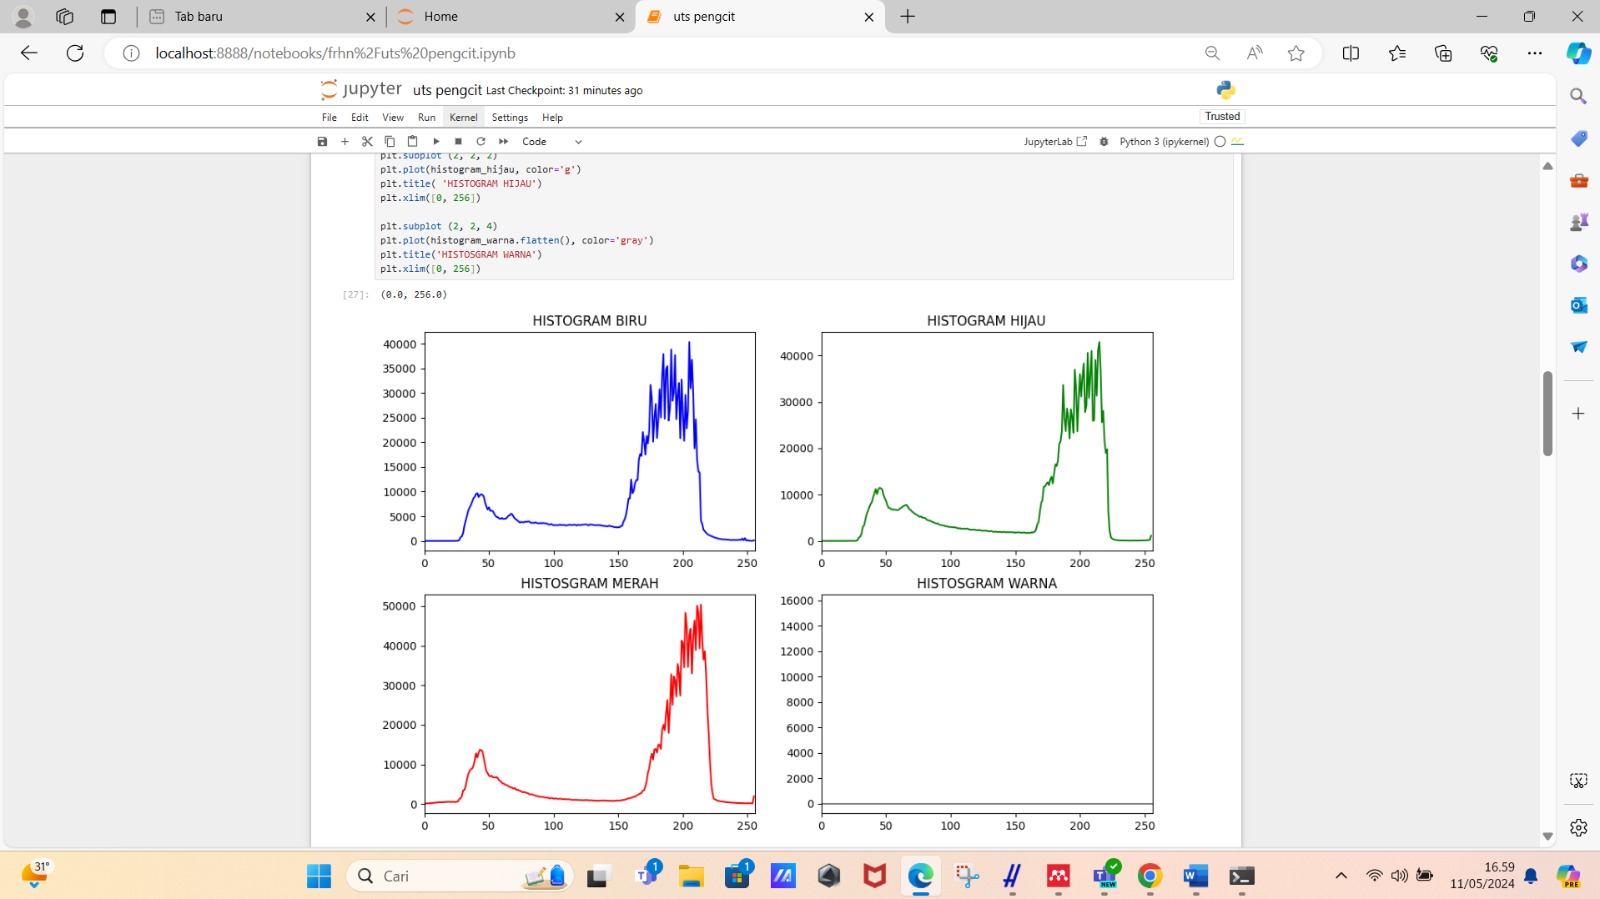 Tab baru
Home
uts pengcit
localhost:8888/notebooks/frhn%2Futs%20pengcit.ipynb
jupyter uts pengcit Last Checkpoint: 31 minutes ago
File Edit View Run Kernel Settings Help
Trusted
Code
JupyterLab
Python 3 (ipykernel)
plt.subplot (2, 2, 2)
plt.plot(histogram_hijau, color='g')
plt.title( 'HISTOGRAM HIJAU')
plt.xlim([0, 256])
plt.subplot (2, 2, 4)
plt.plot(histogram_warna.flatten(), color='gray')
plt.title('HISTOSGRAM WARNA')
plt.xlim([0, 256])
[27]: (0.0, 256.0)
HISTOGRAM BIRU
40000
35000
30000
25000
20000
15000
10000
5000
0
0 50 100 150 200 250
HISTOGRAM HIJAU
40000
30000
20000
10000
0
0 50 100 150 200 250
HISTOSGRAM MERAH
50000
40000
30000
20000
10000
0
0 50 100 150 200 250
HISTOSGRAM WARNA
16000
14000
12000
10000
8000
6000
4000
2000
0
0 50 100 150 200 250
31°
Cari
1
1
NEW
16.59
11/05/2024
PRE